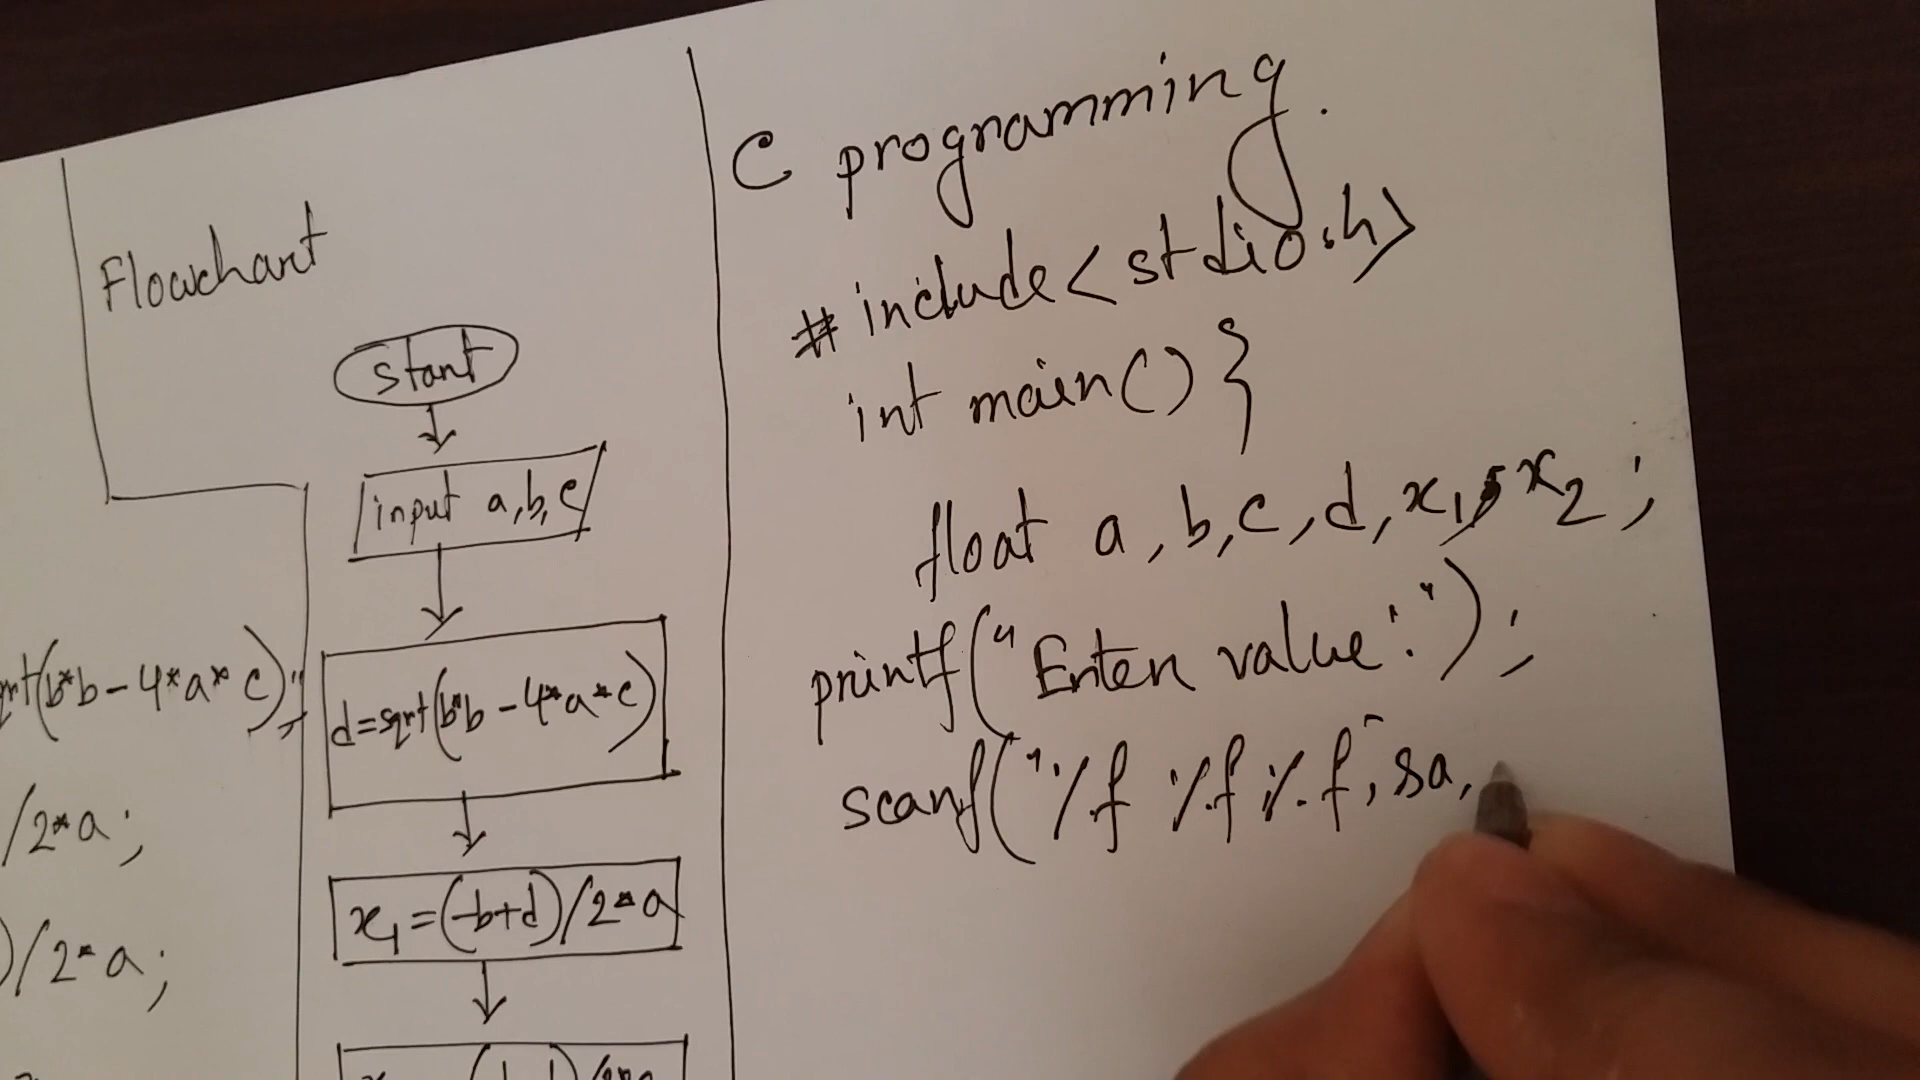 Flowchart
start
input a,b,c
d=sqrt(b*b-4*a*c)
x1=(-b+d)/2*a
(b*b-4*a*c);
/2*a;
)/2*a;
C programming.
#include<stdio.h>
int main() }
float a,b,c,d,x1,x2;
printf("Enter value:");
scanf("%f %f %f", &a,